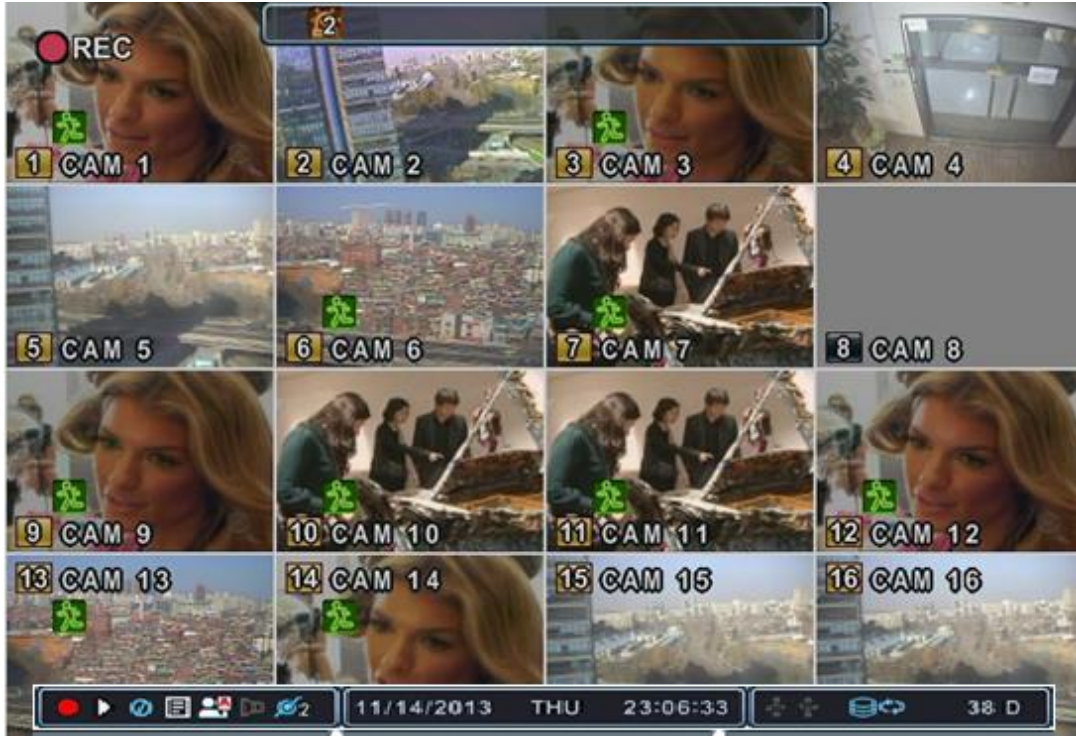 2
REC
1 CAM 1
2 CAM 2
3 CAM 3
4 CAM 4
5 CAM 5
6 CAM 6
7 CAM 7
8 CAM 8
9 CAM 9
10 CAM 10
11 CAM 11
12 CAM 12
13 CAM 13
14 CAM 14
15 CAM 15
16 CAM 16
2 11/14/2013 THU 23:06:33 38 D